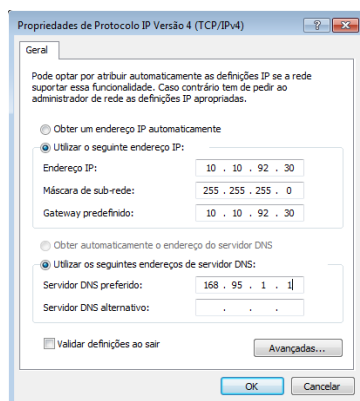 Propriedades de Protocolo IP Versão 4 (TCP/IPv4)
Geral
Pode optar por atribuir automaticamente as definições IP se a rede
suportar essa funcionalidade. Caso contrário tem de pedir ao
administrador de rede as definições IP apropriadas.
Obter um endereço IP automaticamente
Utilizar o seguinte endereço IP:
Endereço IP: 10 . 10 . 92 . 30
Máscara de sub-rede: 255 . 255 . 255 . 0
Gateway predefinido: 10 . 10 . 92 . 30
Obter automaticamente o endereço do servidor DNS
Utilizar os seguintes endereços de servidor DNS:
Servidor DNS preferido: 168 . 95 . 1 . 1
Servidor DNS alternativo: . . .
Validar definições ao sair
Avançadas...
OK Cancelar